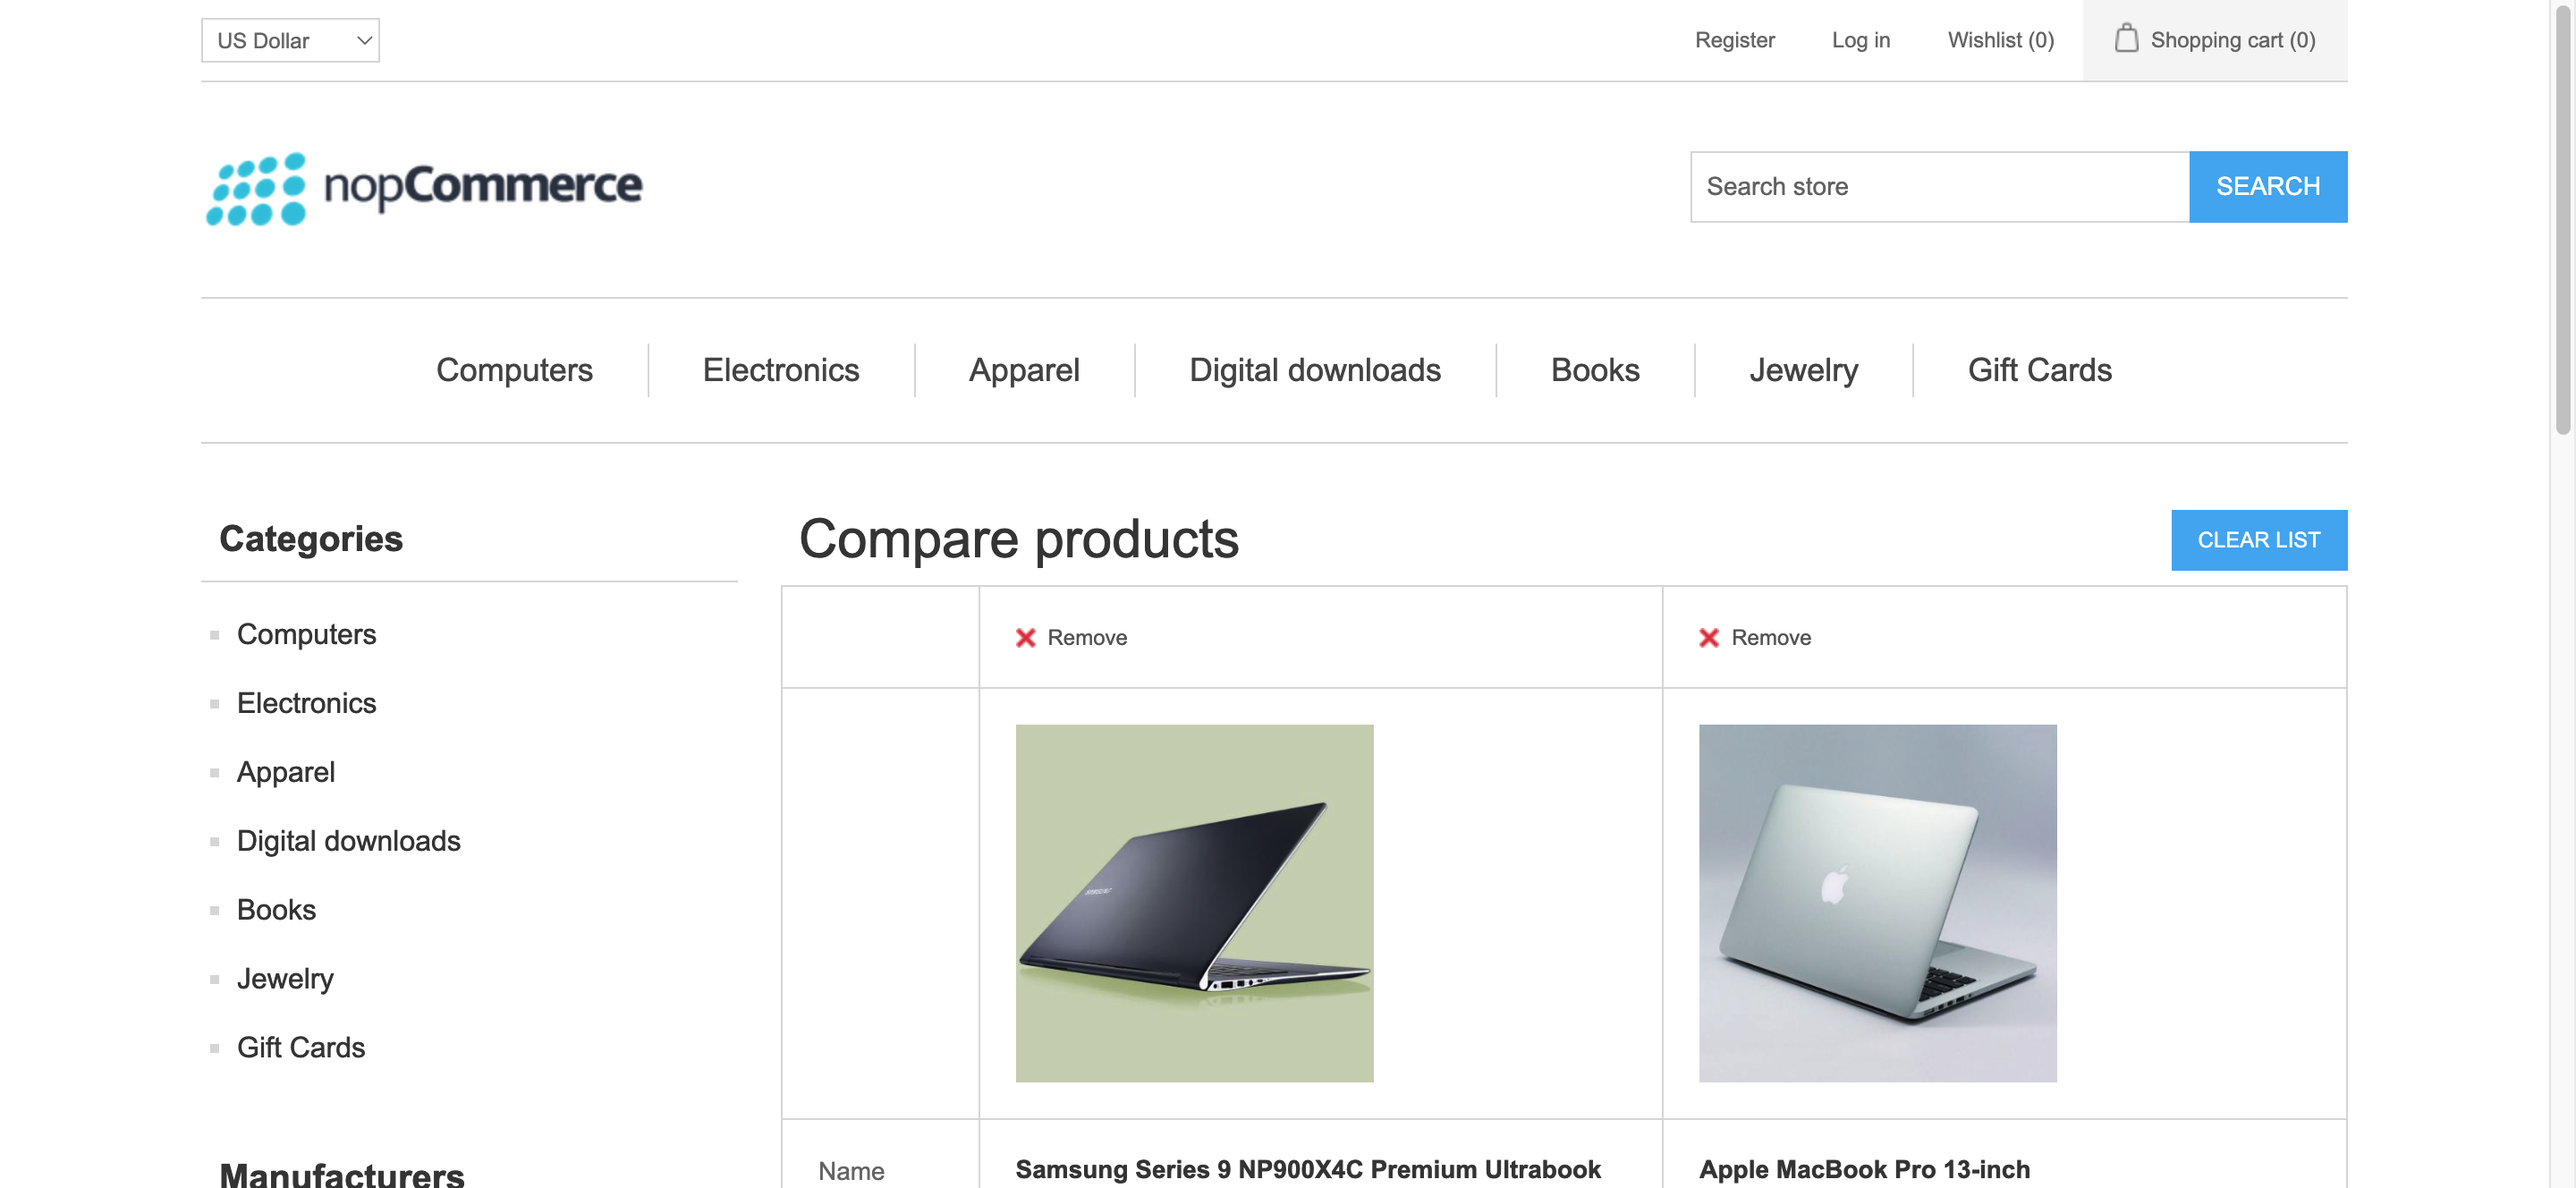 US Dollar
Register Log in Wishlist (0) Shopping cart (0)
nopCommerce
Search store SEARCH
Computers Electronics Apparel Digital downloads Books Jewelry Gift Cards
Categories
Computers
Electronics
Apparel
Digital downloads
Books
Jewelry
Gift Cards
Manufacturers
Compare products CLEAR LIST
Remove Remove
SAMSUNG
Name Samsung Series 9 NP900X4C Premium Ultrabook Apple MacBook Pro 13-inch